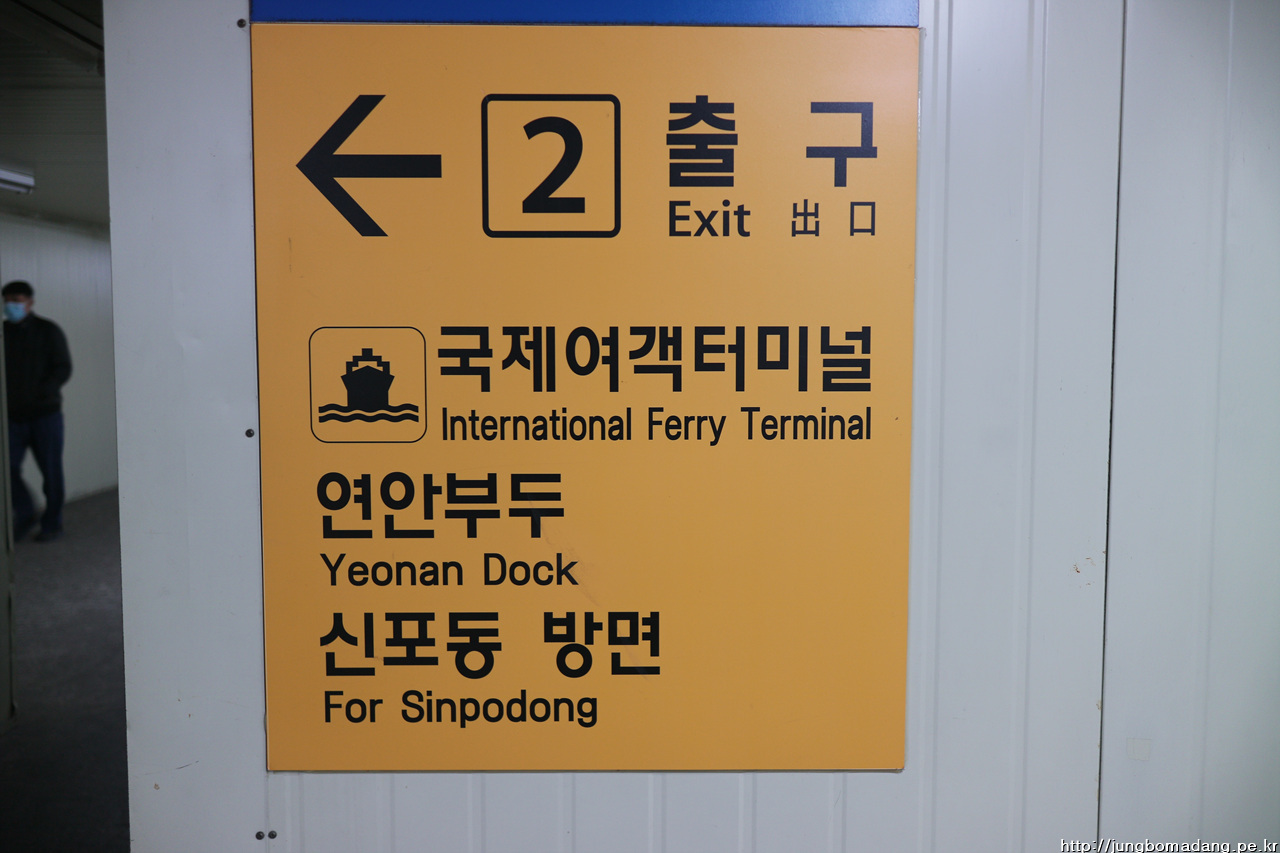 2 출구
Exit 出口
국제여객터미널
International Ferry Terminal
연안부두
Yeonan Dock
신포동 방면
For Sinpodong
http://jungbomadang.pe.kr